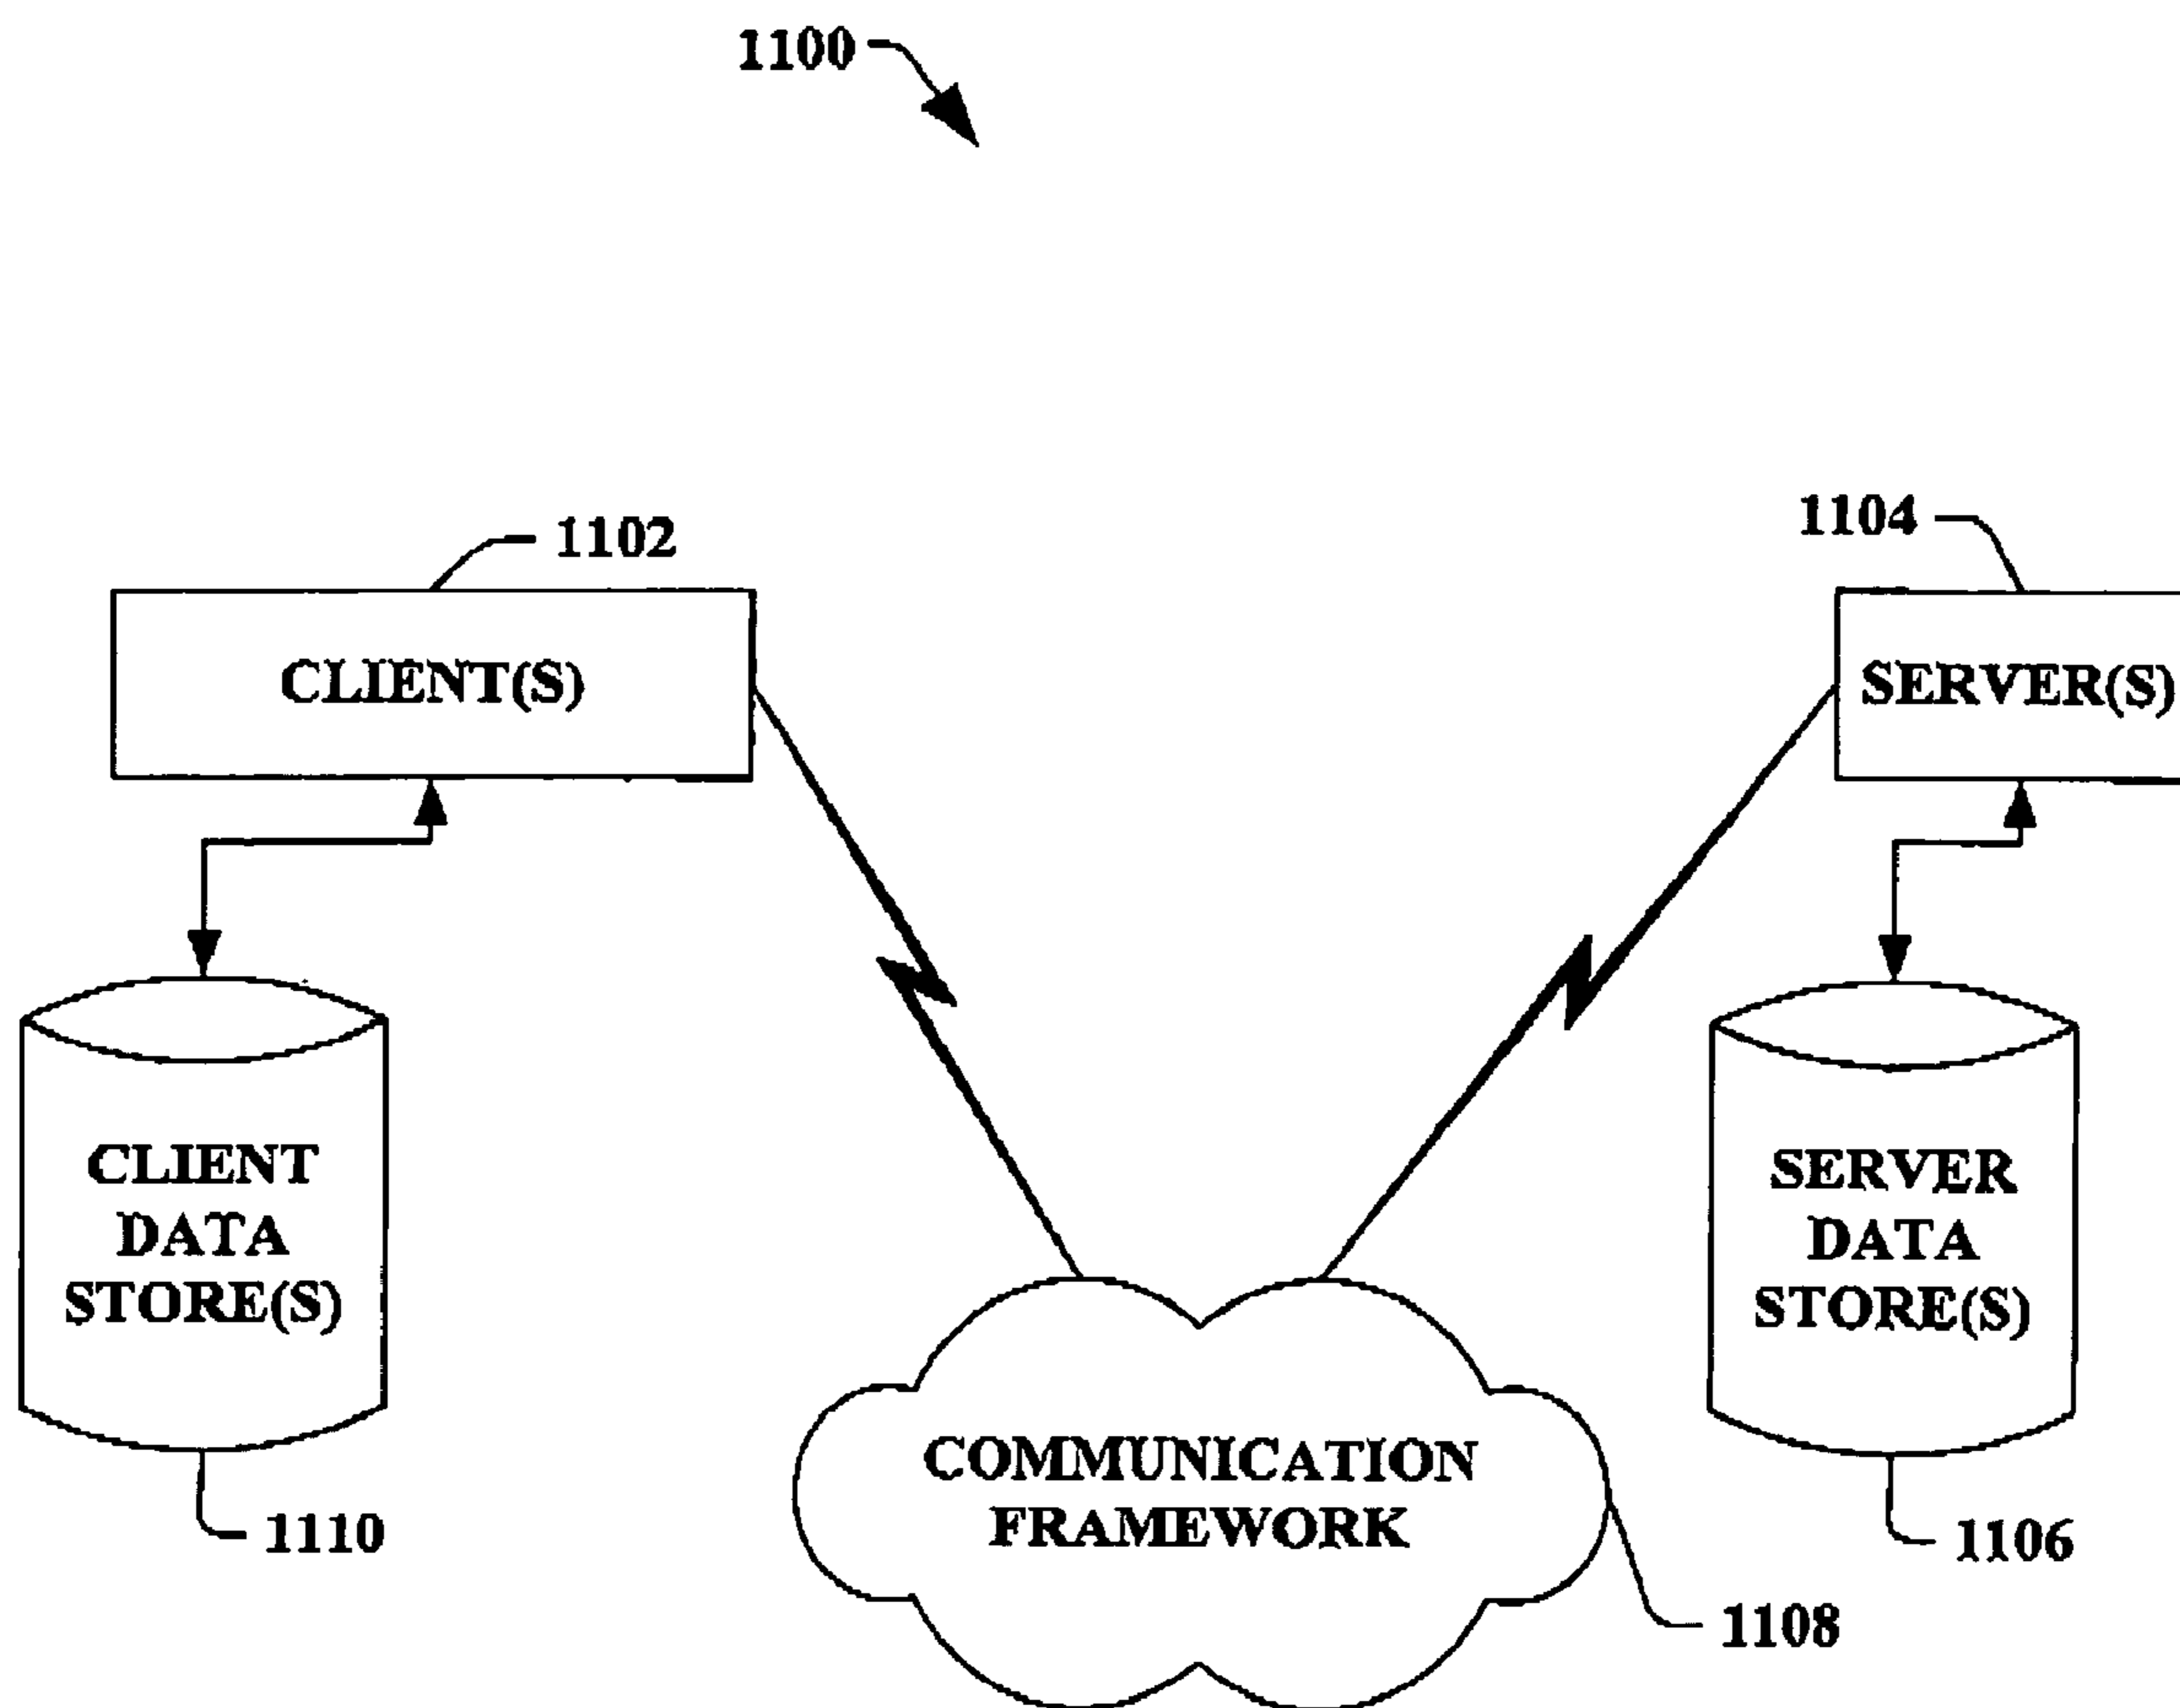 1100
1102
1104
CLIENT(S)
SERVER(S)
CLIENT
DATA
STORE(S)
SERVER
DATA
STORE(S)
COMMUNICATION
FRAMEWORK
1110
1106
1108